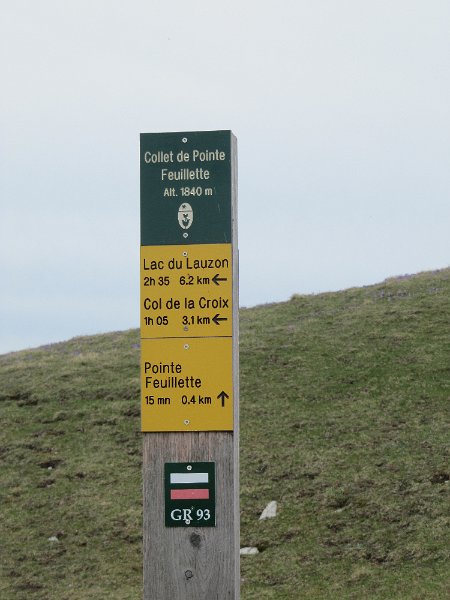 Collet de Pointe
Feuillette
Alt. 1840 m
Lac du Lauzon
2h 35 6.2 km ←
Col de la Croix
1h 05 3.1 km ←
Pointe
Feuillette
15 mn 0.4 km ↑
GR 93